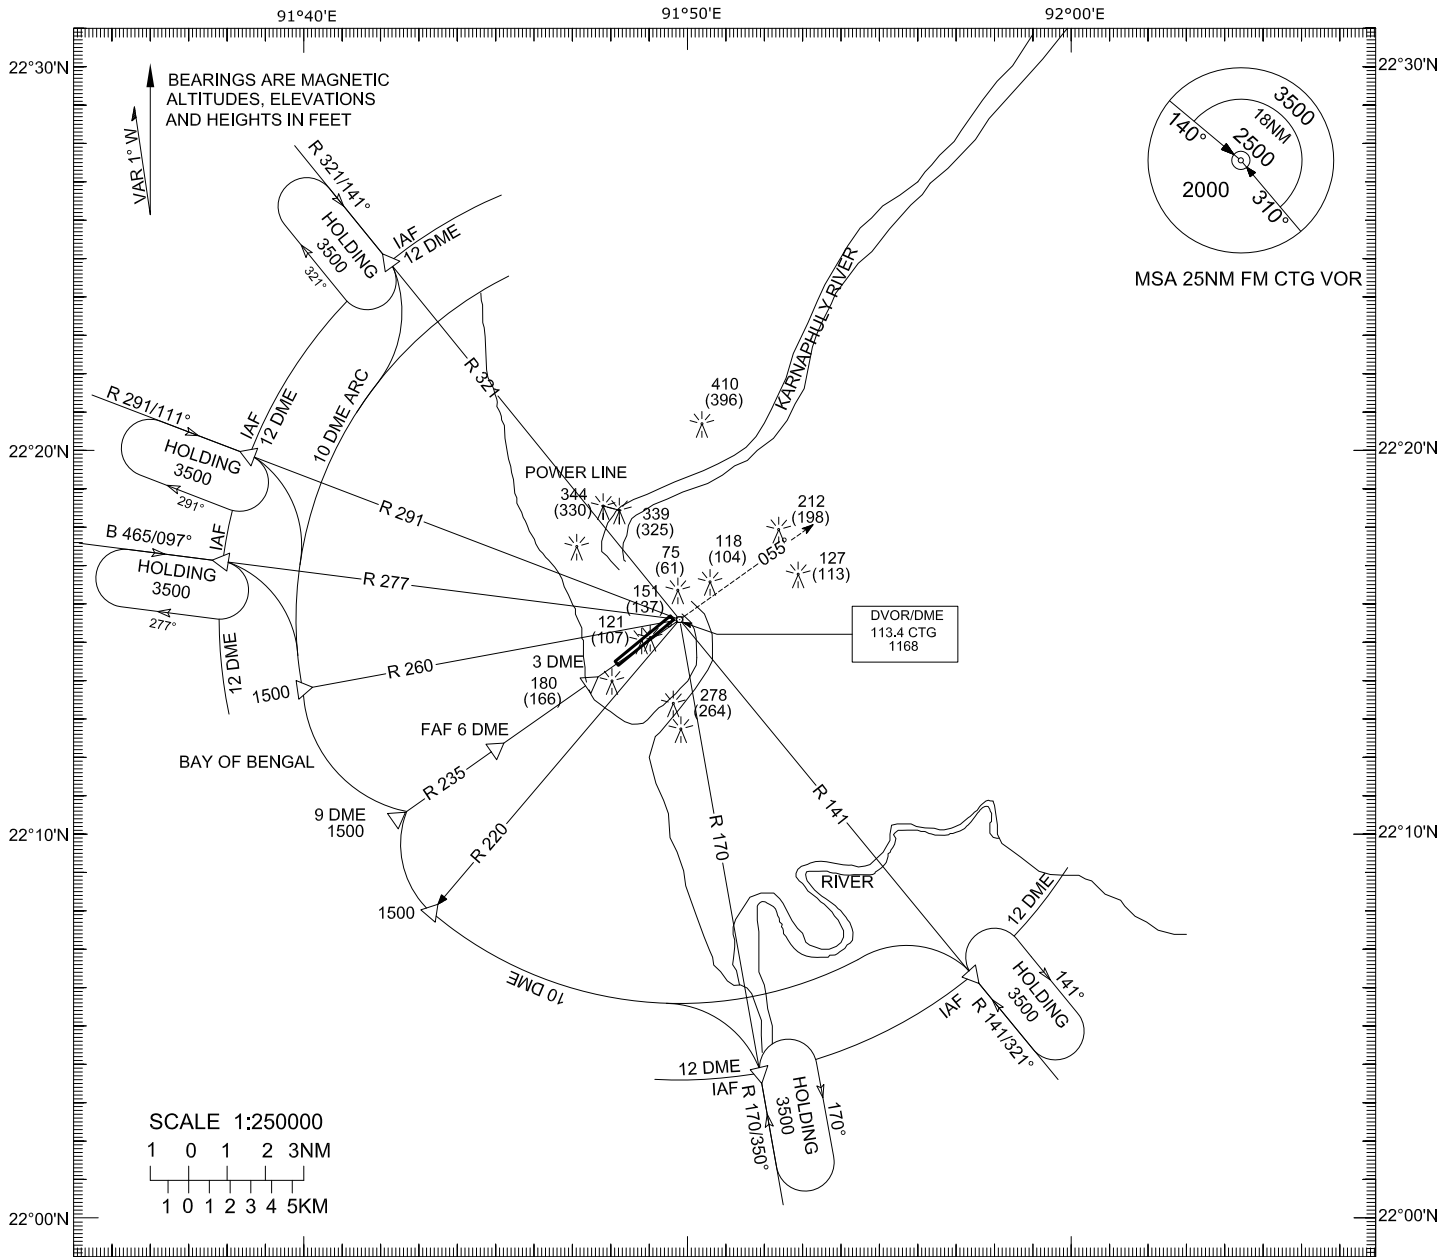 91°40'E
91°50'E
92°00'E
22°30'N
22°30'N
BEARINGS ARE MAGNETIC
ALTITUDES, ELEVATIONS
AND HEIGHTS IN FEET
VAR 1° W
3500
18NM
2500
140°
2000
310°
MSA 25NM FM CTG VOR
R 321/141°
HOLDING
3500
321°
IAF
12 DME
R 321
KARNAPHULY RIVER
10 DME ARC
R 291/111°
IAF
12 DME
HOLDING
3500
291°
410
(396)
22°20'N
22°20'N
POWER LINE
344
(330)
339
(325)
212
(198)
R 291
B 465/097°
IAF
HOLDING
3500
277°
R 277
75
(61)
118
(104)
055°
127
(113)
151
(137)
121
(107)
DVOR/DME
113.4 CTG
1168
12 DME
1500
R 260
3 DME
180
(166)
278
(264)
FAF 6 DME
BAY OF BENGAL
R 235
9 DME
1500
22°10'N
22°10'N
R 220
R 170
R 141
RIVER
1500
10 DME
12 DME
141°
HOLDING
3500
IAF
R 141/321°
12 DME
IAF
R 170/350°
HOLDING
3500
170°
SCALE 1:250000
1 0 1 2 3NM
1 0 1 2 3 4 5KM
22°00'N
22°00'N